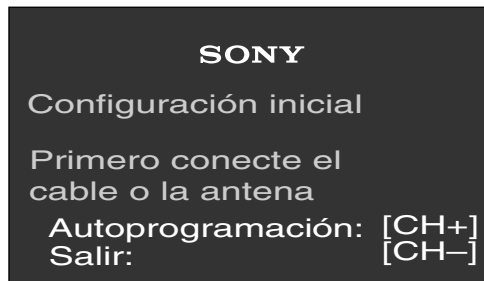 SONY
Configuración inicial
Primero conecte el
cable o la antena
Autoprogramación: [CH+]
Salir: [CH–]